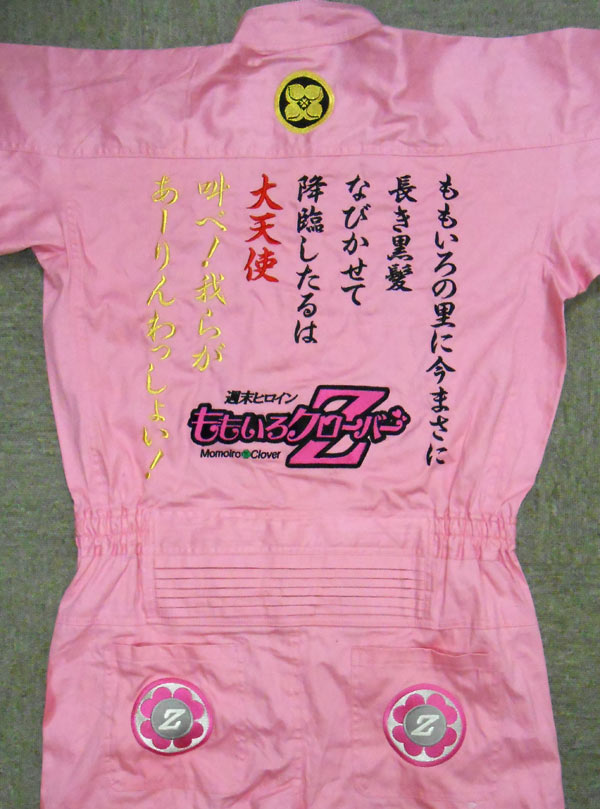 ももいろの里に今まさに
長き黒髪
なびかせて
降臨したるは
大天使
叫べ!我らが
あーりんわっしょい!
週末ヒロイン
ももいろクローバーZ
Momoiro Clover
Z
Z